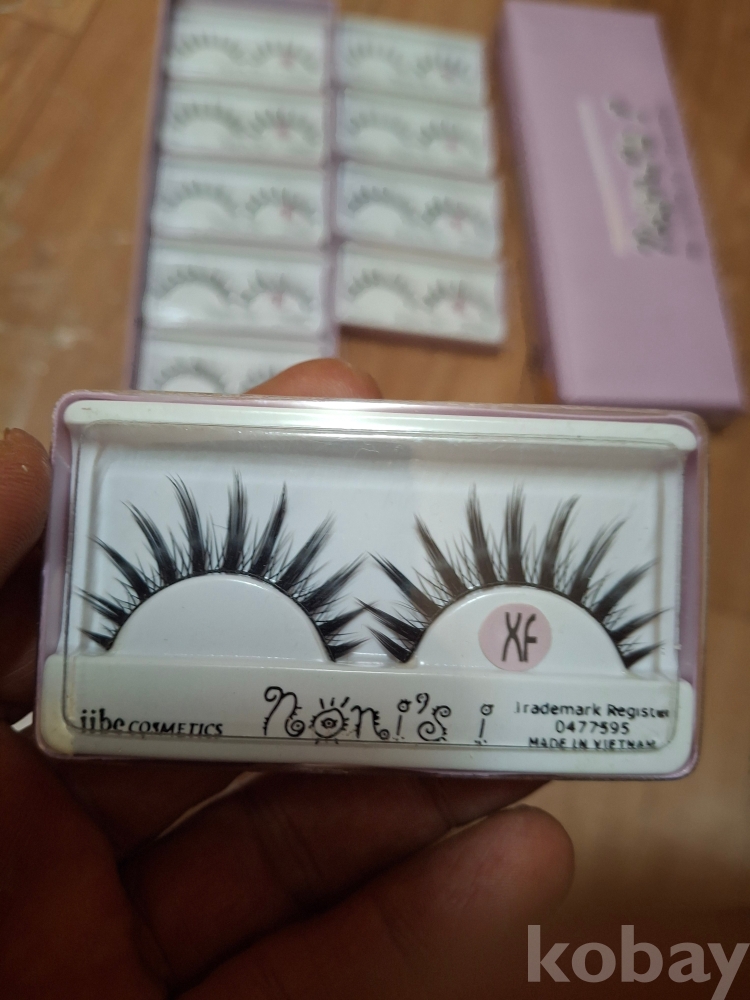 XF
jibe COSMETICS
noni's i
Trademark Register
0477595
MADE IN VIETNAM
kobay